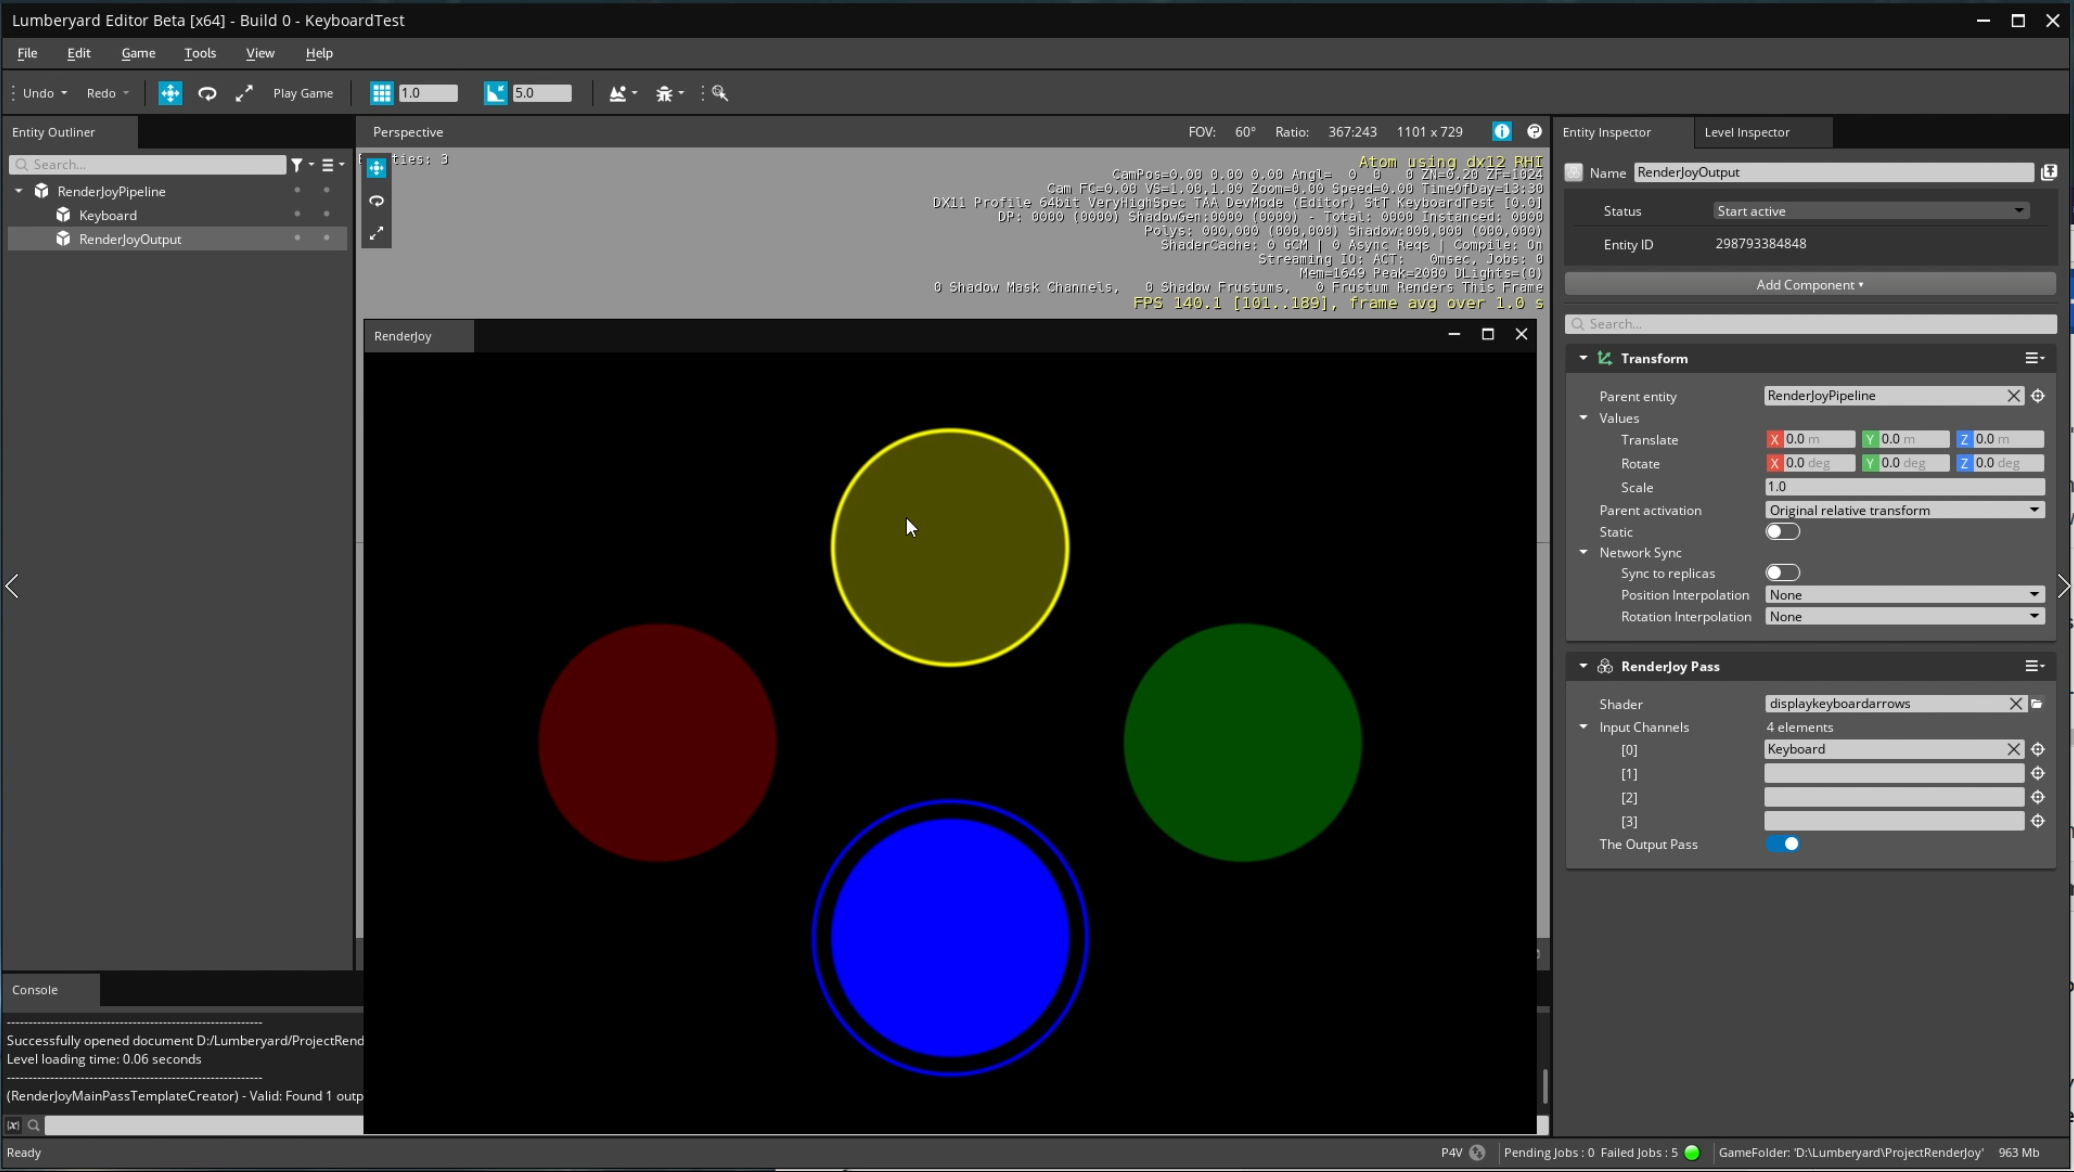 Lumberyard Editor Beta [x64] - Build 0 - KeyboardTest
File Edit Game Tools View Help
Undo Redo Play Game 1.0 5.0
Entity Outliner
Search...
RenderJoyPipeline
Keyboard
RenderJoyOutput
Perspective FOV: 60° Ratio: 367:243 1101 x 729
ties: 3
Atom using dx12 RHI
CamPos=0.00 0.00 0.00 Angl= 0 0 0 ZN=0.20 ZF=1024
Cam FC=0.00 VS=1.00,1.00 Zoom=0.00 Speed=0.00 TimeOfDay=13:30
DX11 Profile 64bit VeryHighSpec TAA DevMode (Editor) StT KeyboardTest [0.0]
DP: 0000 (0000) ShadowGen:0000 (0000) - Total: 0000 Instanced: 0000
Polys: 000,000 (000,000) Shadow:000,000 (000,000)
ShaderCache: 0 GCM | 0 Async Reqs | Compile: On
Streaming IO: ACT: 0msec, Jobs: 0
Mem=1649 Peak=2080 DLights=(0)
0 Shadow Mask Channels, 0 Shadow Frustums, 0 Frustum Renders This Frame
FPS 140.1 [101..189], frame avg over 1.0 s
RenderJoy
Entity Inspector Level Inspector
Name RenderJoyOutput
Status Start active
Entity ID 298793384848
Add Component
Search...
Transform
Parent entity RenderJoyPipeline
Values
Translate X 0.0 m Y 0.0 m Z 0.0 m
Rotate X 0.0 deg Y 0.0 deg Z 0.0 deg
Scale 1.0
Parent activation Original relative transform
Static
Network Sync
Sync to replicas
Position Interpolation None
Rotation Interpolation None
RenderJoy Pass
Shader displaykeyboardarrows
Input Channels 4 elements
[0] Keyboard
[1]
[2]
[3]
The Output Pass
Console
Successfully opened document D:/Lumberyard/ProjectRend
Level loading time: 0.06 seconds
(RenderJoyMainPassTemplateCreator) - Valid: Found 1 outp
Ready P4V Pending Jobs : 0 Failed Jobs : 5 GameFolder: 'D:\Lumberyard\ProjectRenderJoy' 963 Mb